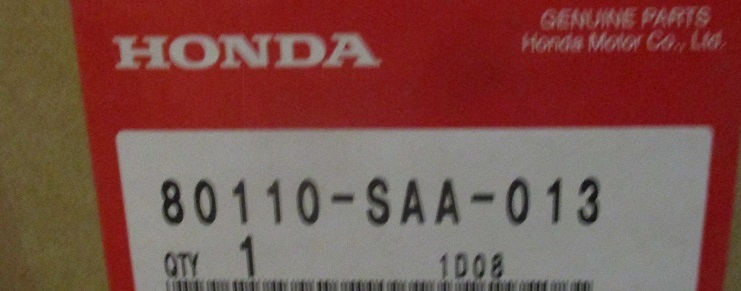 HONDA
GENUINE PARTS
Honda Motor Co., Ltd.
80110-SAA-013
QTY 1 1D08